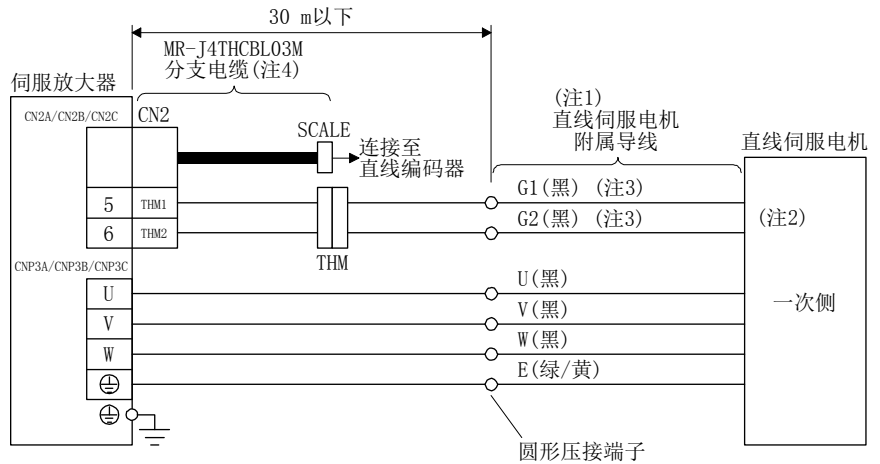 30 m以下
MR-J4THCBL03M
分支电缆(注4)
伺服放大器
CN2A/CN2B/CN2C
CN2
SCALE
连接至
直线编码器
(注1)
直线伺服电机
附属导线
直线伺服电机
5
THM1
G1(黑) (注3)
6
THM2
G2(黑) (注3)
(注2)
THM
CNP3A/CNP3B/CNP3C
U
U(黑)
V
V(黑)
一次侧
W
W(黑)
E(绿/黄)
圆形压接端子